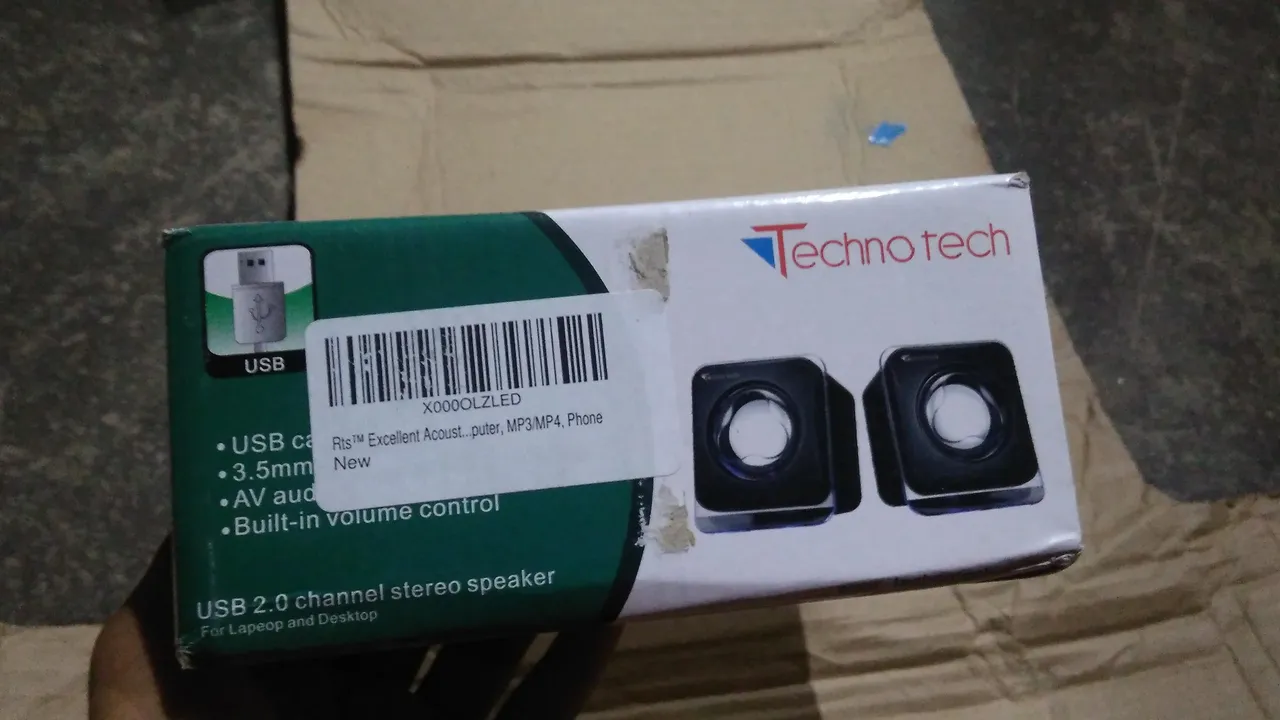 Techno tech
USB
X000OLZLED
Rts™ Excellent Acoust...puter, MP3/MP4, Phone
New
• USB ca
• 3.5mm
• AV aud
• Built-in volume control
USB 2.0 channel stereo speaker
For Lapeop and Desktop